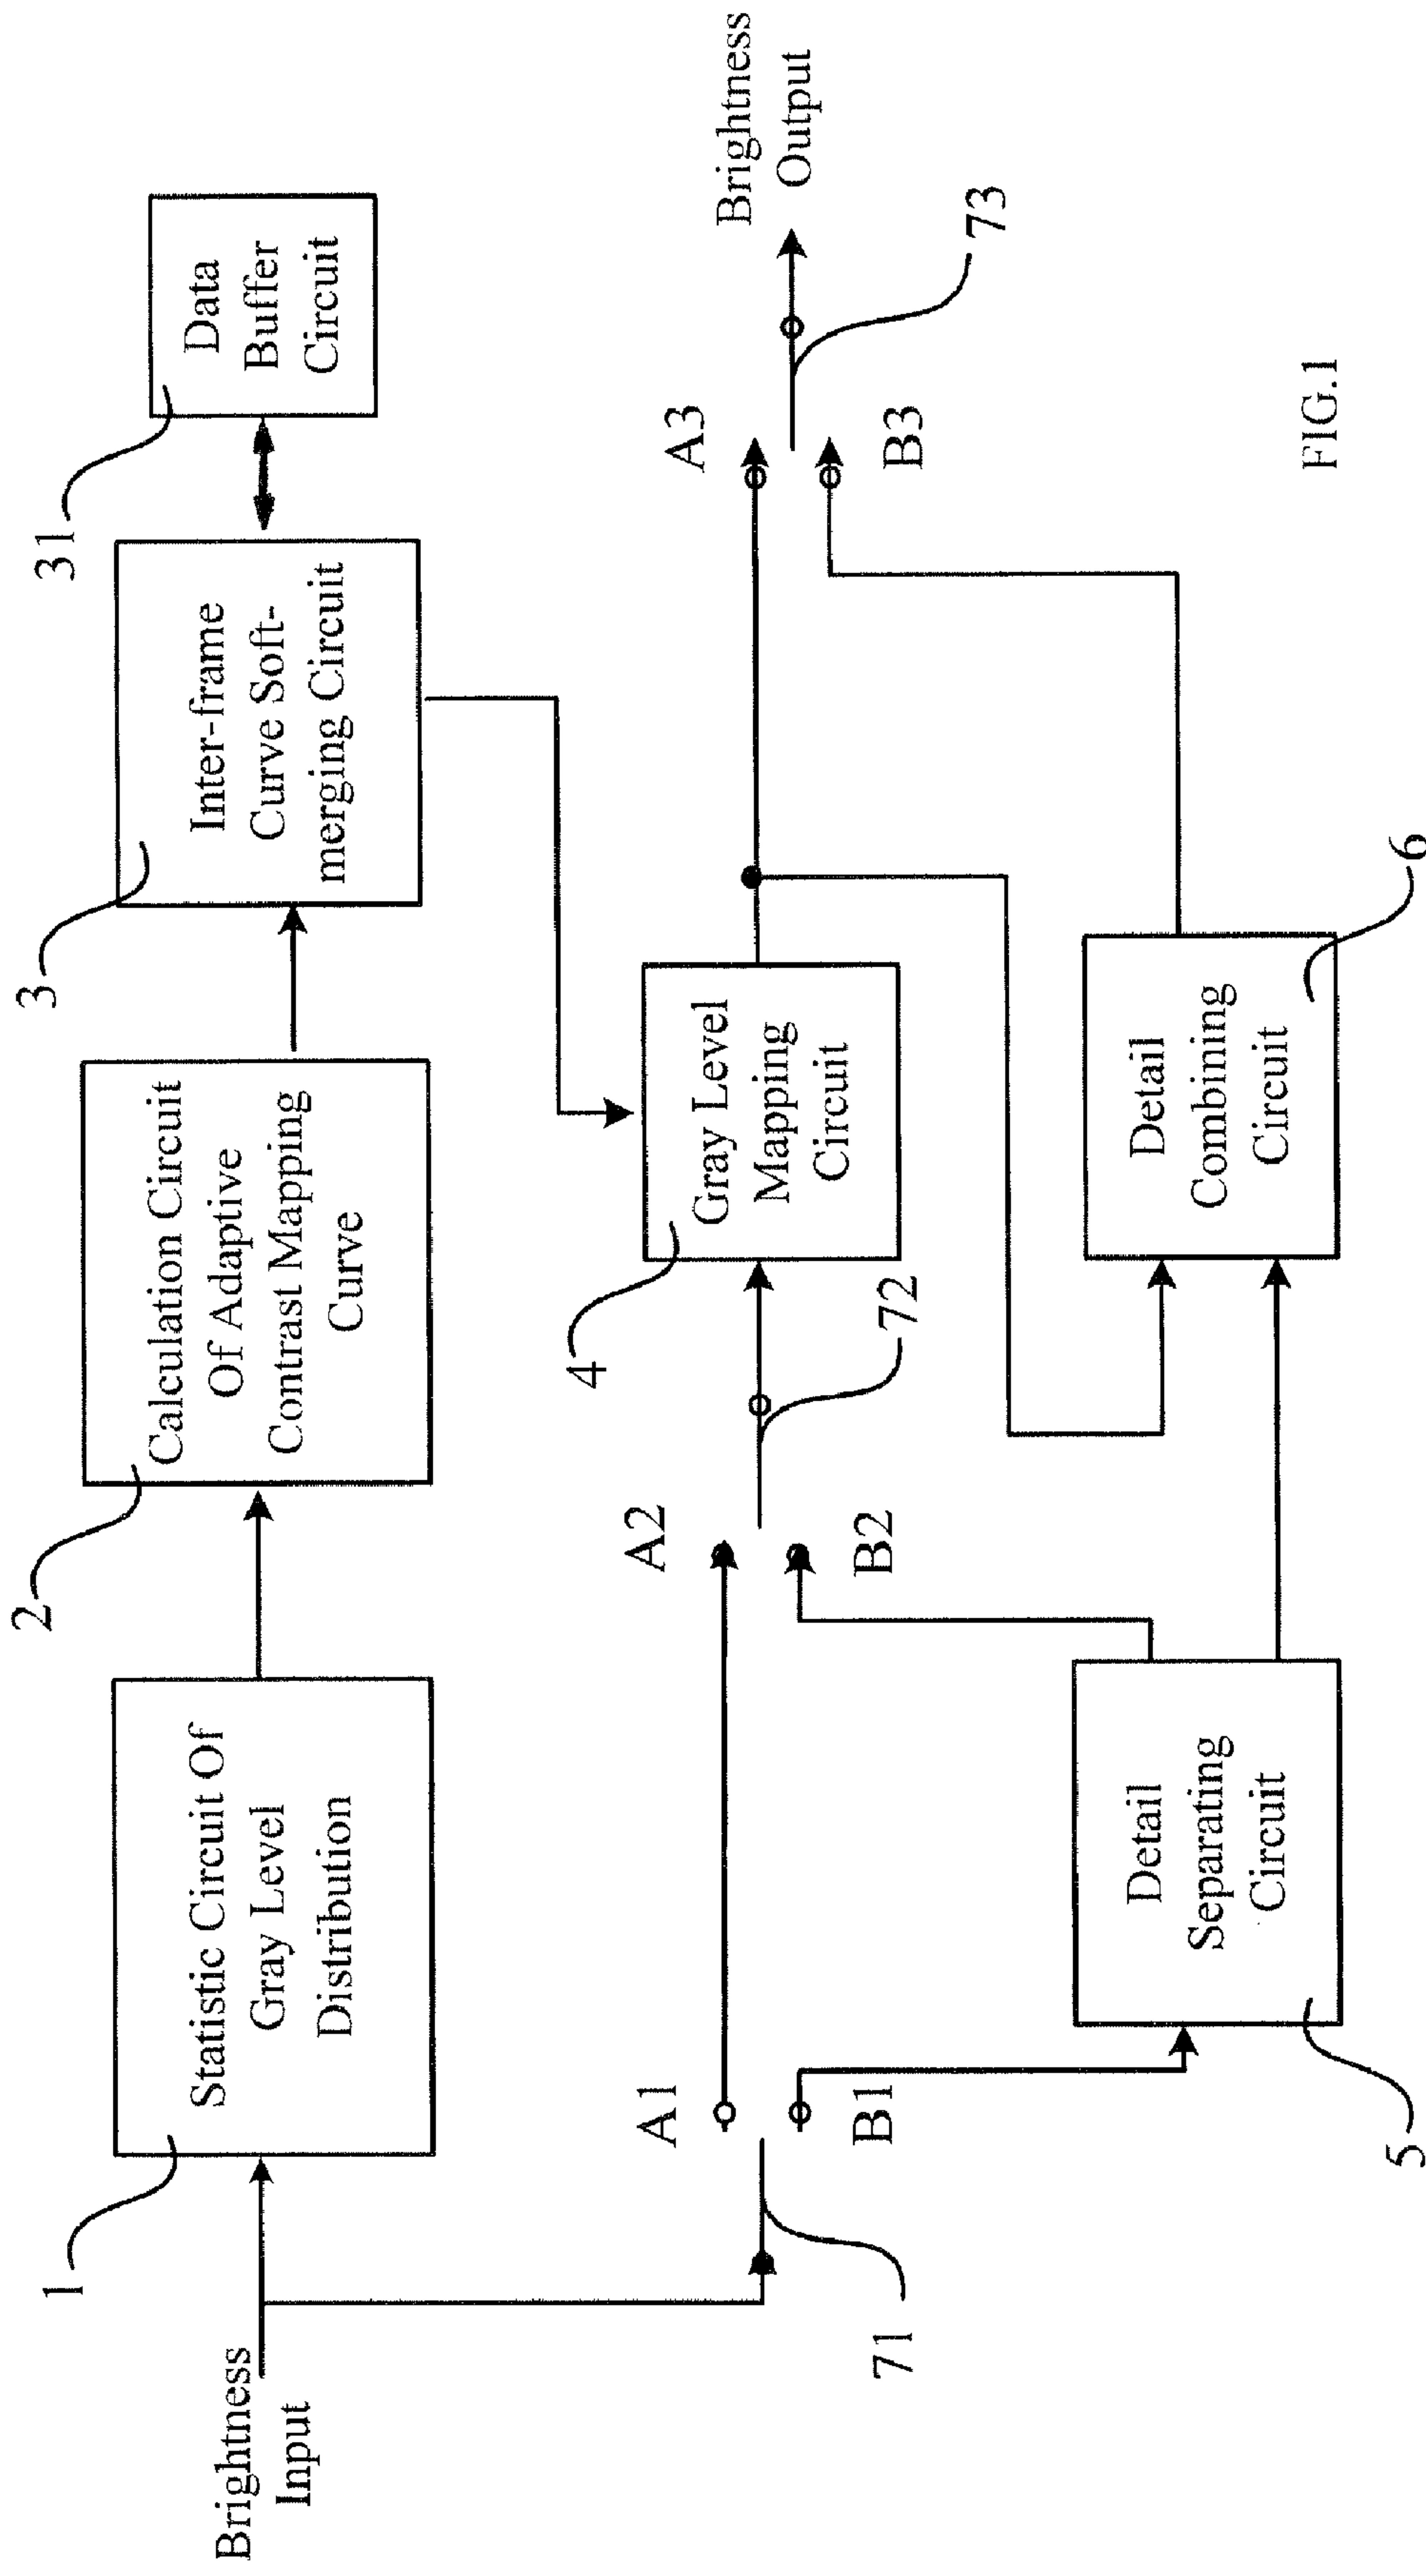 Brightness
Input
1
Statistic Circuit Of
Gray Level
Distribution
2
Calculation Circuit
Of Adaptive
Contrast Mapping
Curve
3
Inter-frame
Curve Soft-
merging Circuit
31
Data
Buffer
Circuit
71
A1
B1
A2
B2
72
4
Gray Level
Mapping
Circuit
A3
B3
73
Brightness
Output
5
Detail
Separating
Circuit
6
Detail
Combining
Circuit
FIG.1